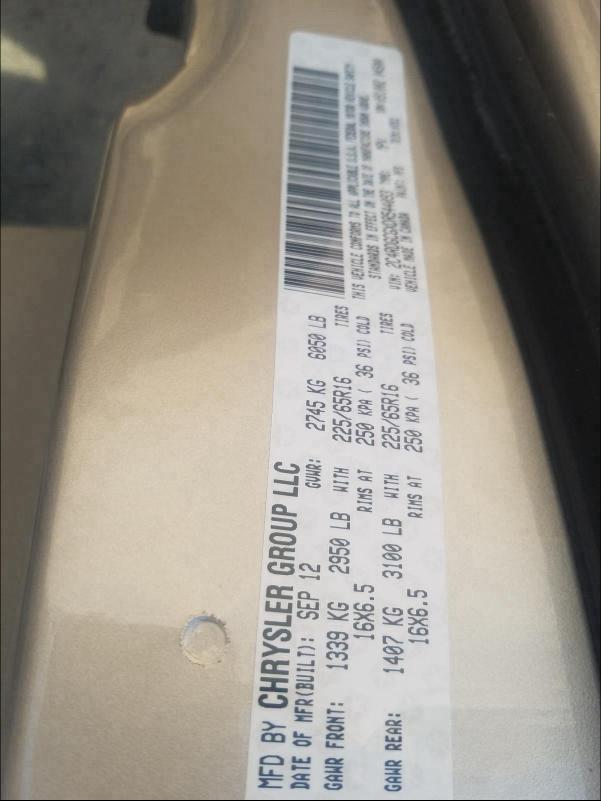 MFD BY CHRYSLER GROUP LLC
DATE OF MFR(BUILT): SEP 12 GVWR: 2745 KG 6050 LB
GAWR FRONT: 1339 KG 2950 LB WITH 225/65R16 TIRES
16X6.5 RIMS AT 250 KPA ( 36 PSI) COLD
GAWR REAR: 1407 KG 3100 LB WITH 225/65R16 TIRES
16X6.5 RIMS AT 250 KPA ( 36 PSI) COLD
THIS VEHICLE CONFORMS TO ALL APPLICABLE U.S.A. FEDERAL MOTOR VEHICLE SAFETY
STANDARDS IN EFFECT ON THE DATE OF MANUFACTURE SHOWN ABOVE.
VIN: TYPE: MPV
VEHICLE MADE IN CANADA PAINT: